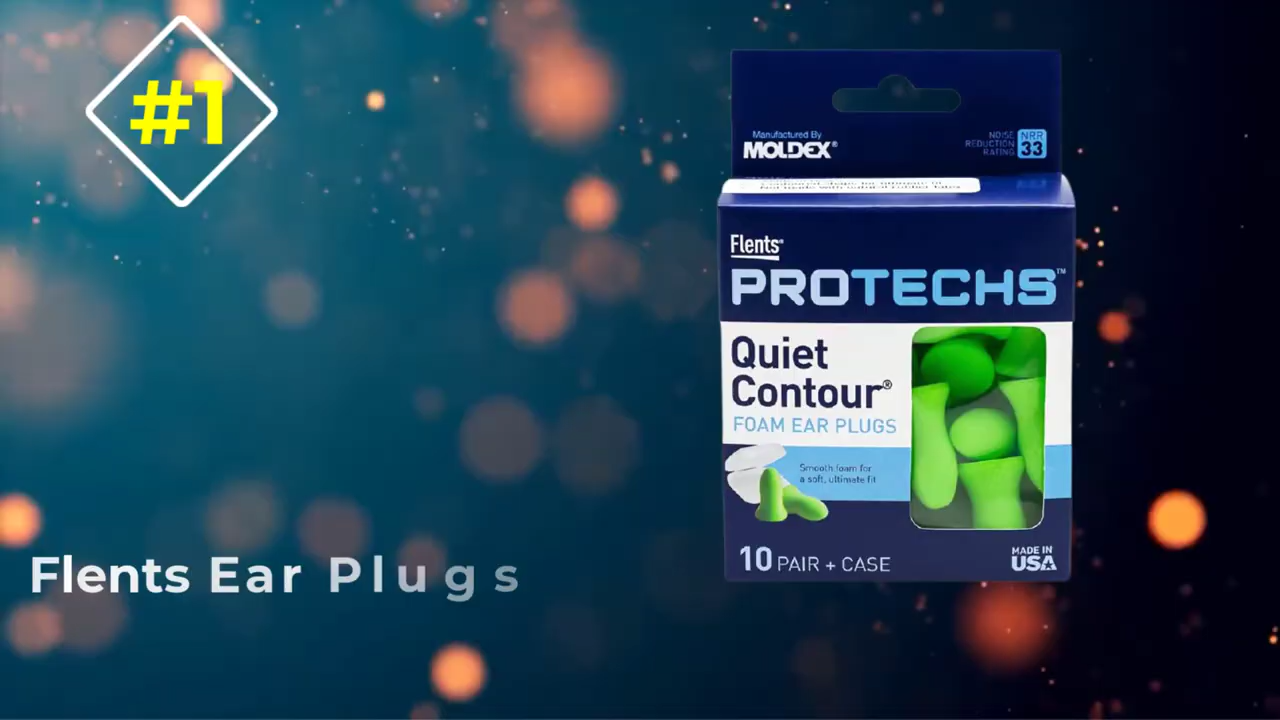 #1
Manufactured By
MOLDEX®
NOISE
REDUCTION
RATING
NRR
33
Flents®
PROTECHS™
Quiet
Contour®
FOAM EAR PLUGS
Smooth foam for
a soft, ultimate fit
10 PAIR + CASE
MADE IN
USA
Flents Ear Plugs